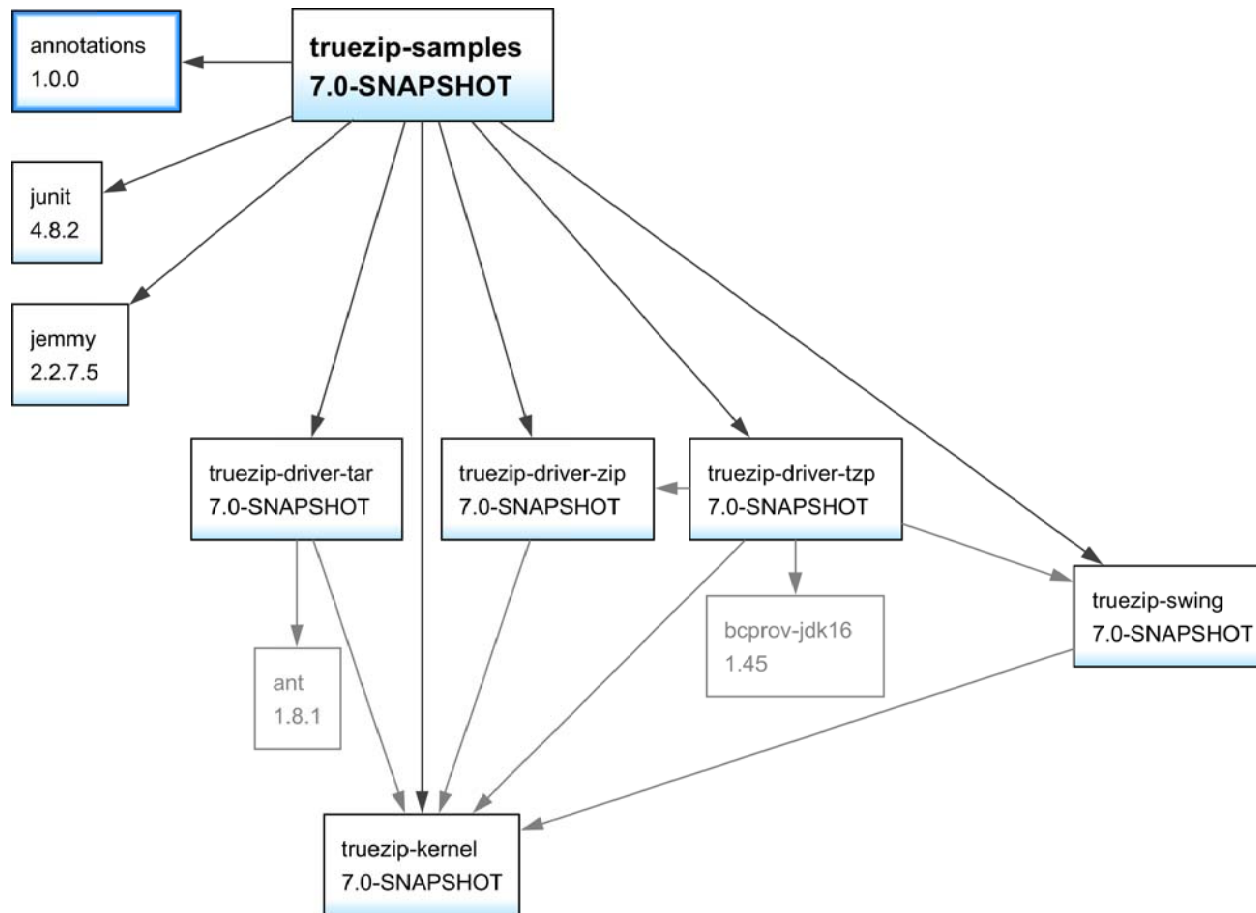 annotations
1.0.0
truezip-samples
7.0-SNAPSHOT
junit
4.8.2
jemmy
2.2.7.5
truezip-driver-tar
7.0-SNAPSHOT
truezip-driver-zip
7.0-SNAPSHOT
truezip-driver-tzp
7.0-SNAPSHOT
truezip-swing
7.0-SNAPSHOT
bcprov-jdk16
1.45
ant
1.8.1
truezip-kernel
7.0-SNAPSHOT